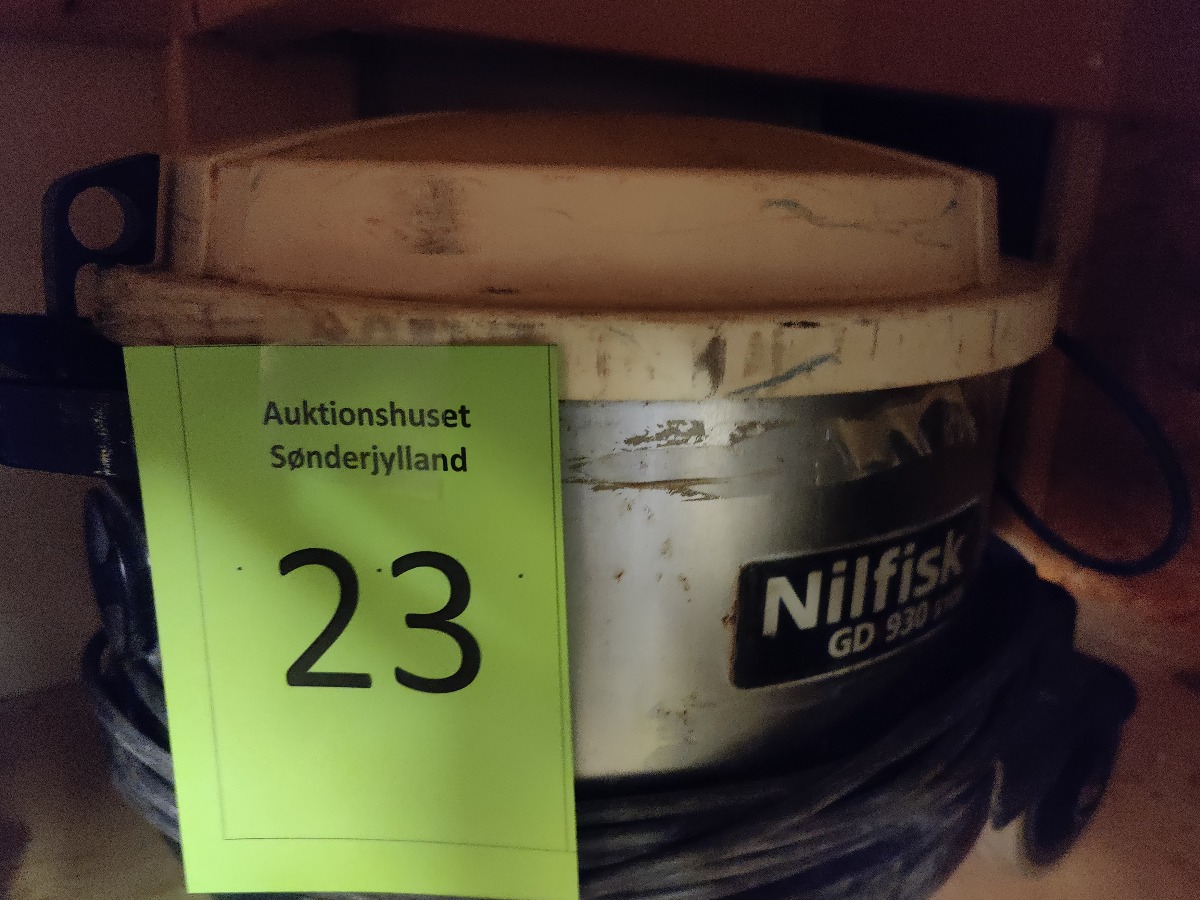 Auktionshuset
Sønderjylland
23
Nilfisk
GD 930